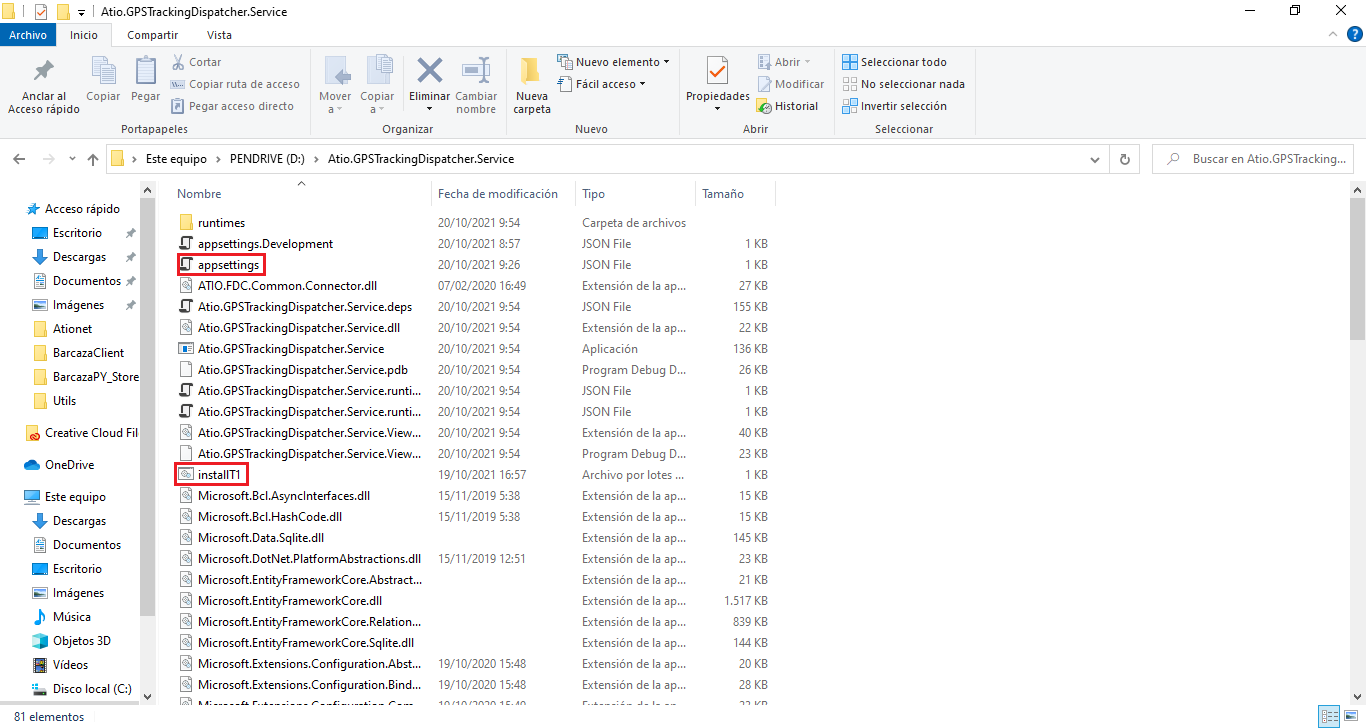 Atio.GPSTrackingDispatcher.Service
Archivo Inicio Compartir Vista
Anclar al Acceso rápido
Copiar
Pegar
Cortar
Copiar ruta de acceso
Pegar acceso directo
Portapapeles
Mover a
Copiar a
Eliminar
Cambiar nombre
Organizar
Nueva carpeta
Nuevo elemento
Fácil acceso
Nuevo
Propiedades
Abrir
Modificar
Historial
Abrir
Seleccionar todo
No seleccionar nada
Invertir selección
Seleccionar
Este equipo > PENDRIVE (D:) > Atio.GPSTrackingDispatcher.Service
Buscar en Atio.GPSTracking...
Acceso rápido
Escritorio
Descargas
Documentos
Imágenes
Ationet
BarcazaClient
BarcazaPY_Store
Utils
Creative Cloud Fil
OneDrive
Este equipo
Descargas
Documentos
Escritorio
Imágenes
Música
Objetos 3D
Vídeos
Disco local (C:)
Nombre Fecha de modificación Tipo Tamaño
runtimes 20/10/2021 9:54 Carpeta de archivos
appsettings.Development 20/10/2021 8:57 JSON File 1 KB
appsettings 20/10/2021 9:26 JSON File 1 KB
ATIO.FDC.Common.Connector.dll 07/02/2020 16:49 Extensión de la ap... 27 KB
Atio.GPSTrackingDispatcher.Service.deps 20/10/2021 9:54 JSON File 155 KB
Atio.GPSTrackingDispatcher.Service.dll 20/10/2021 9:54 Extensión de la ap... 22 KB
Atio.GPSTrackingDispatcher.Service 20/10/2021 9:54 Aplicación 136 KB
Atio.GPSTrackingDispatcher.Service.pdb 20/10/2021 9:54 Program Debug D... 26 KB
Atio.GPSTrackingDispatcher.Service.runti... 20/10/2021 9:54 JSON File 1 KB
Atio.GPSTrackingDispatcher.Service.runti... 20/10/2021 9:54 JSON File 1 KB
Atio.GPSTrackingDispatcher.Service.View... 20/10/2021 9:54 Extensión de la ap... 40 KB
Atio.GPSTrackingDispatcher.Service.View... 20/10/2021 9:54 Program Debug D... 23 KB
installT1 19/10/2021 16:57 Archivo por lotes ... 1 KB
Microsoft.Bcl.AsyncInterfaces.dll 15/11/2019 5:38 Extensión de la ap... 15 KB
Microsoft.Bcl.HashCode.dll 15/11/2019 5:38 Extensión de la ap... 15 KB
Microsoft.Data.Sqlite.dll Extensión de la ap... 145 KB
Microsoft.DotNet.PlatformAbstractions.dll 15/11/2019 12:51 Extensión de la ap... 23 KB
Microsoft.EntityFrameworkCore.Abstract... Extensión de la ap... 21 KB
Microsoft.EntityFrameworkCore.dll Extensión de la ap... 1.517 KB
Microsoft.EntityFrameworkCore.Relation... Extensión de la ap... 839 KB
Microsoft.EntityFrameworkCore.Sqlite.dll Extensión de la ap... 144 KB
Microsoft.Extensions.Configuration.Abst... 19/10/2020 15:48 Extensión de la ap... 20 KB
Microsoft.Extensions.Configuration.Bind... 19/10/2020 15:48 Extensión de la ap... 28 KB
81 elementos